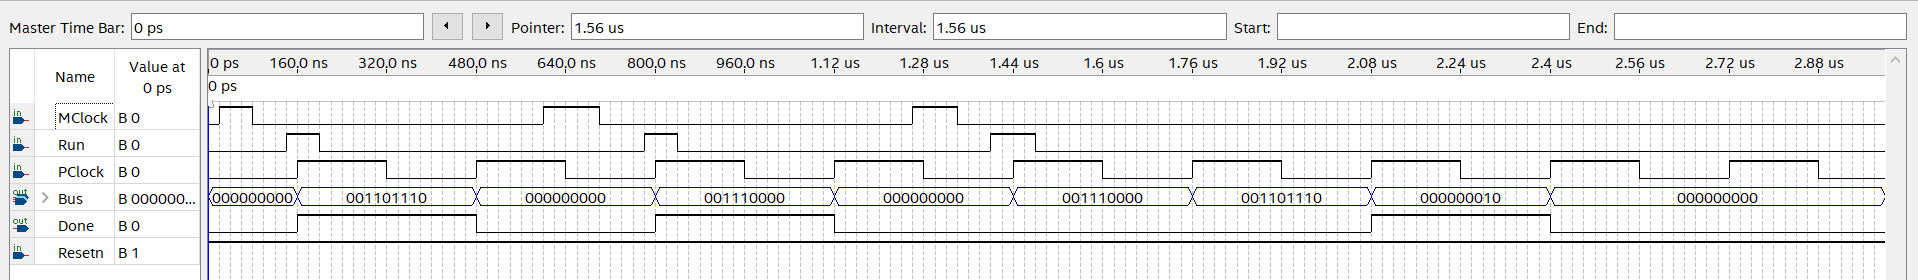 Master Time Bar: 0 ps Pointer: 1.56 us Interval: 1.56 us Start: End:
Name Value at 0 ps
0 ps 160.0 ns 320.0 ns 480.0 ns 640.0 ns 800.0 ns 960.0 ns 1.12 us 1.28 us 1.44 us 1.6 us 1.76 us 1.92 us 2.08 us 2.24 us 2.4 us 2.56 us 2.72 us 2.88 us
0 ps
in MClock B 0
in Run B 0
in PClock B 0
out Bus B 000000... 000000000 001101110 000000000 001110000 000000000 001110000 001101110 000000010 000000000
out Done B 0
in Resetn B 1